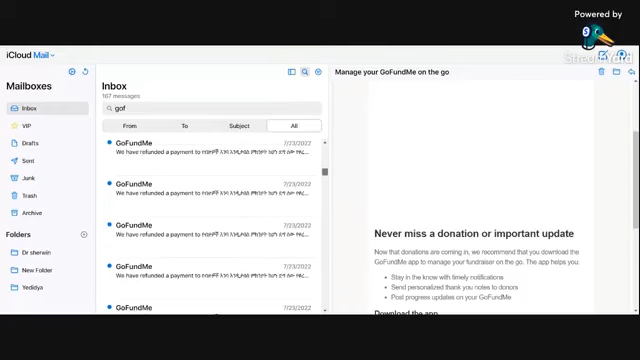 Powered by
StreamYard
iCloud Mail
Mailboxes
Inbox
VIP
Drafts
Sent
Junk
Trash
Archive
Folders
Dr sherwin
New Folder
Yedidya
Inbox
167 messages
gof
From To Subject All
GoFundMe 7/23/2022
We have refunded a payment to
GoFundMe 7/23/2022
We have refunded a payment to
GoFundMe 7/23/2022
We have refunded a payment to
GoFundMe 7/23/2022
We have refunded a payment to
GoFundMe 7/23/2022
Manage your GoFundMe on the go
Never miss a donation or important update
Now that donations are coming in, we recommend that you download the
GoFundMe app to manage your fundraiser on the go. The app helps you:
• Stay in the know with timely notifications
• Send personalized thank you notes to donors
• Post progress updates on your GoFundMe
Download the app